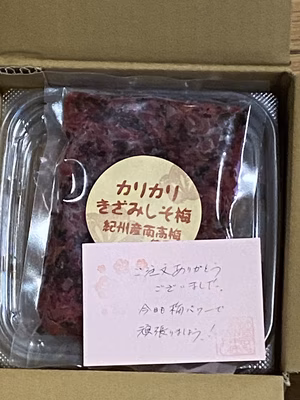 カリカリ
きざみしそ梅
紀州産南高梅
ご注文ありがとう
ございました。
今日も梅パワーで
頑張りましょう！